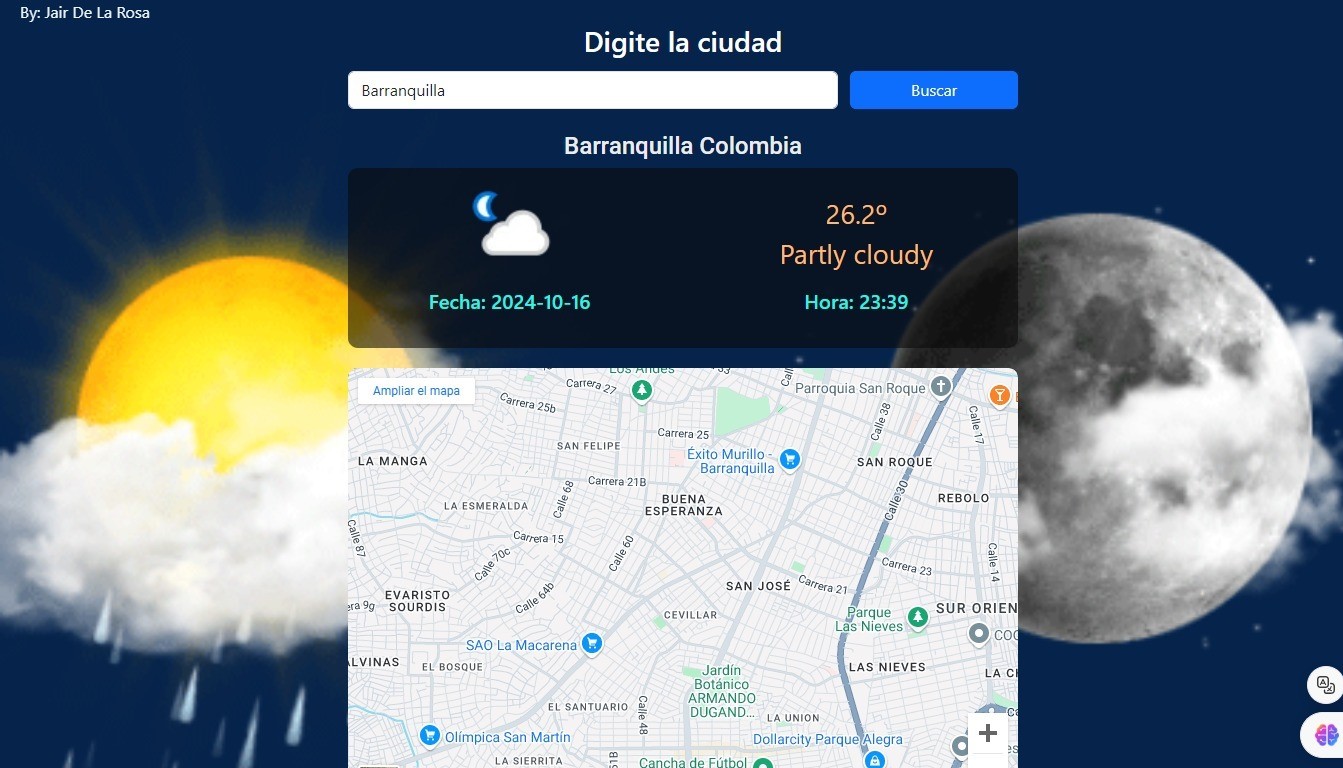 By: Jair De La Rosa
Digite la ciudad
Barranquilla
Buscar
Barranquilla Colombia
26.2º
Partly cloudy
Fecha: 2024-10-16
Hora: 23:39
Ampliar el mapa
Los Andes
Carrera 27
Calle
Parroquia San Roque
Carrera 25b
Calle 38
Calle 17
Carrera 25
SAN FELIPE
Éxito Murillo -
Barranquilla
LA MANGA
SAN ROQUE
Carrera 21B
Calle 68
Calle 30
REBOLO
LA ESMERALDA
BUENA
ESPERANZA
Calle 87
Carrera 15
Calle 70c
Calle 60
Calle 14
Carrera 23
SAN JOSÉ
Carrera 21
Calle 64b
EVARISTO
SOURDIS
era 9g
CEVILLAR
Parque
Las Nieves
SUR ORIEN
COC
SAO La Macarena
ALVINAS
EL BOSQUE
LAS NIEVES
Jardín
Botánico
ARMANDO
DUGAND...
LA CH
EL SANTUARIO
Calle 48
LA UNION
Olímpica San Martín
Dollarcity Parque Alegra
LA SIERRITA
Cancha de Fútbol